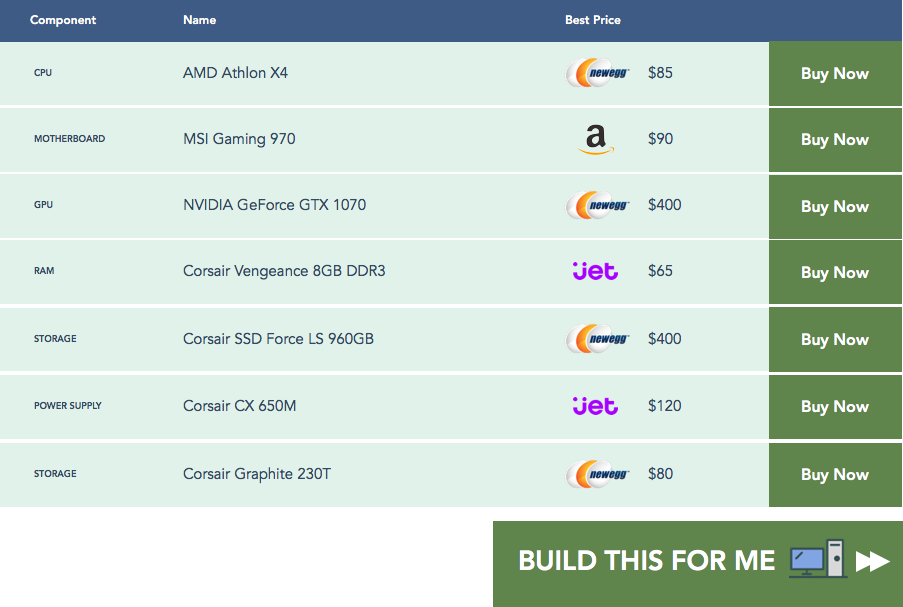 Component Name Best Price
CPU AMD Athlon X4 newegg $85 Buy Now
MOTHERBOARD MSI Gaming 970 a $90 Buy Now
GPU NVIDIA GeForce GTX 1070 newegg $400 Buy Now
RAM Corsair Vengeance 8GB DDR3 jet $65 Buy Now
STORAGE Corsair SSD Force LS 960GB newegg $400 Buy Now
POWER SUPPLY Corsair CX 650M jet $120 Buy Now
STORAGE Corsair Graphite 230T newegg $80 Buy Now
BUILD THIS FOR ME